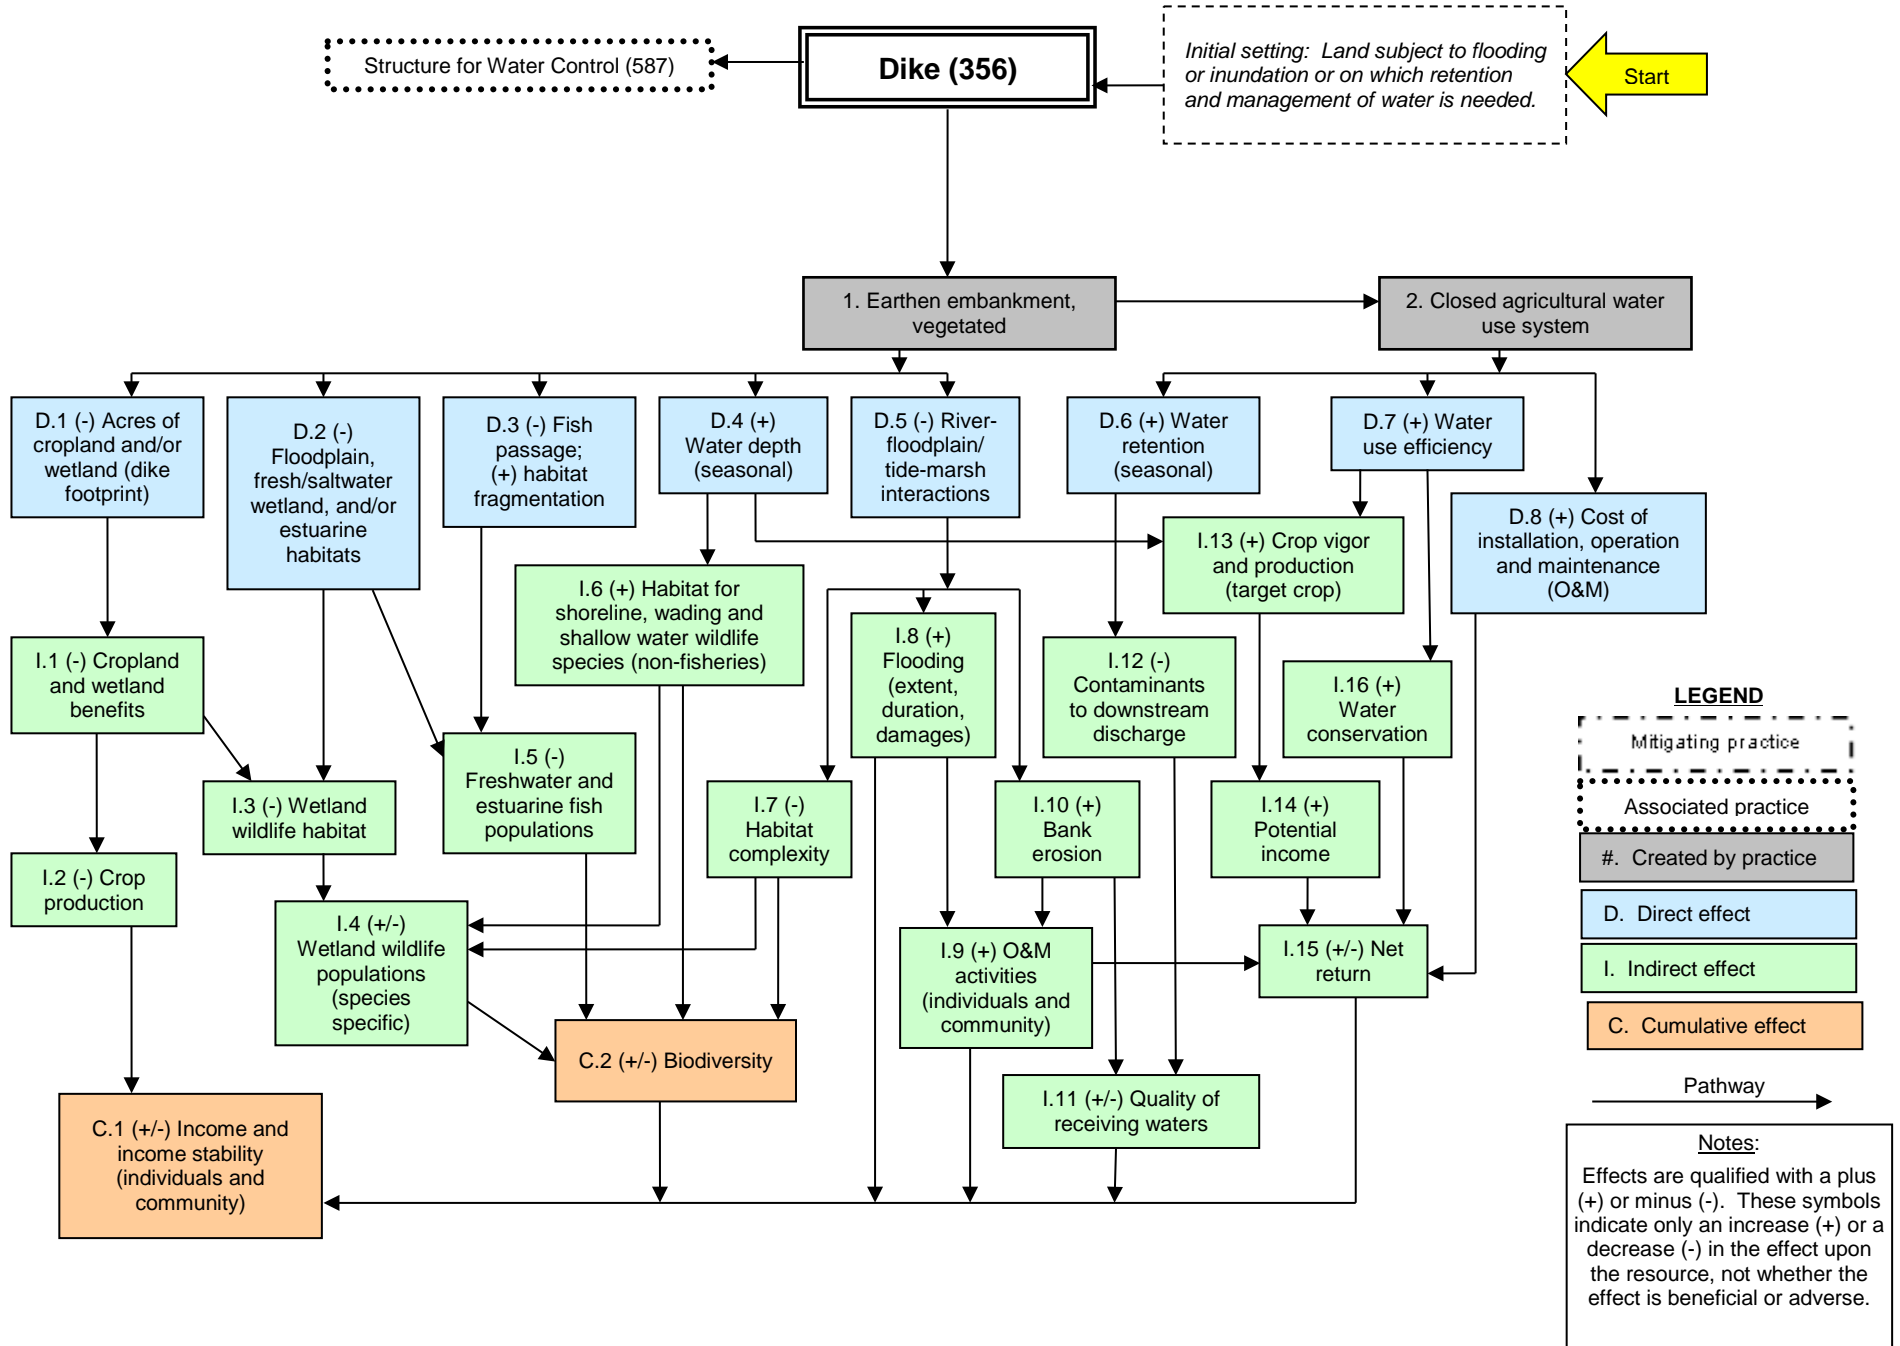 Structure for Water Control (587)
Dike (356)
Initial setting:  Land subject to flooding
or inundation or on which retention
and management of water is needed.
Start
1. Earthen embankment,
vegetated
2. Closed agricultural water
use system
D.1 (-) Acres of
cropland and/or
wetland (dike
footprint)
D.2 (-)
Floodplain,
fresh/saltwater
wetland, and/or
estuarine
habitats
D.3 (-) Fish
passage;
(+) habitat
fragmentation
D.4 (+)
Water depth
(seasonal)
D.5 (-) River-
floodplain/
tide-marsh
interactions
D.6 (+) Water
retention
(seasonal)
D.7 (+) Water
use efficiency
D.8 (+) Cost of
installation, operation
and maintenance
(O&M)
I.13 (+) Crop vigor
and production
(target crop)
I.6 (+) Habitat for
shoreline, wading and
shallow water wildlife
species (non-fisheries)
I.8 (+)
Flooding
(extent,
duration,
damages)
I.1 (-) Cropland
and wetland
benefits
I.12 (-)
Contaminants
to downstream
discharge
I.16 (+)
Water
conservation
I.5 (-)
Freshwater and
estuarine fish
populations
I.3 (-) Wetland
wildlife habitat
I.7 (-)
Habitat
complexity
I.10 (+)
Bank
erosion
I.14 (+)
Potential
income
I.2 (-) Crop
production
I.4 (+/-)
Wetland wildlife
populations
(species
specific)
I.9 (+) O&M
activities
(individuals and
community)
I.15 (+/-) Net
return
C.2 (+/-) Biodiversity
I.11 (+/-) Quality of
receiving waters
C.1 (+/-) Income and
income stability
(individuals and
community)
LEGEND
Mitigating practice
Associated practice
#.  Created by practice
D.  Direct effect
I.  Indirect effect
C.  Cumulative effect
Pathway
Notes:
Effects are qualified with a plus
(+) or minus (-).  These symbols
indicate only an increase (+) or a
decrease (-) in the effect upon
the resource, not whether the
effect is beneficial or adverse.